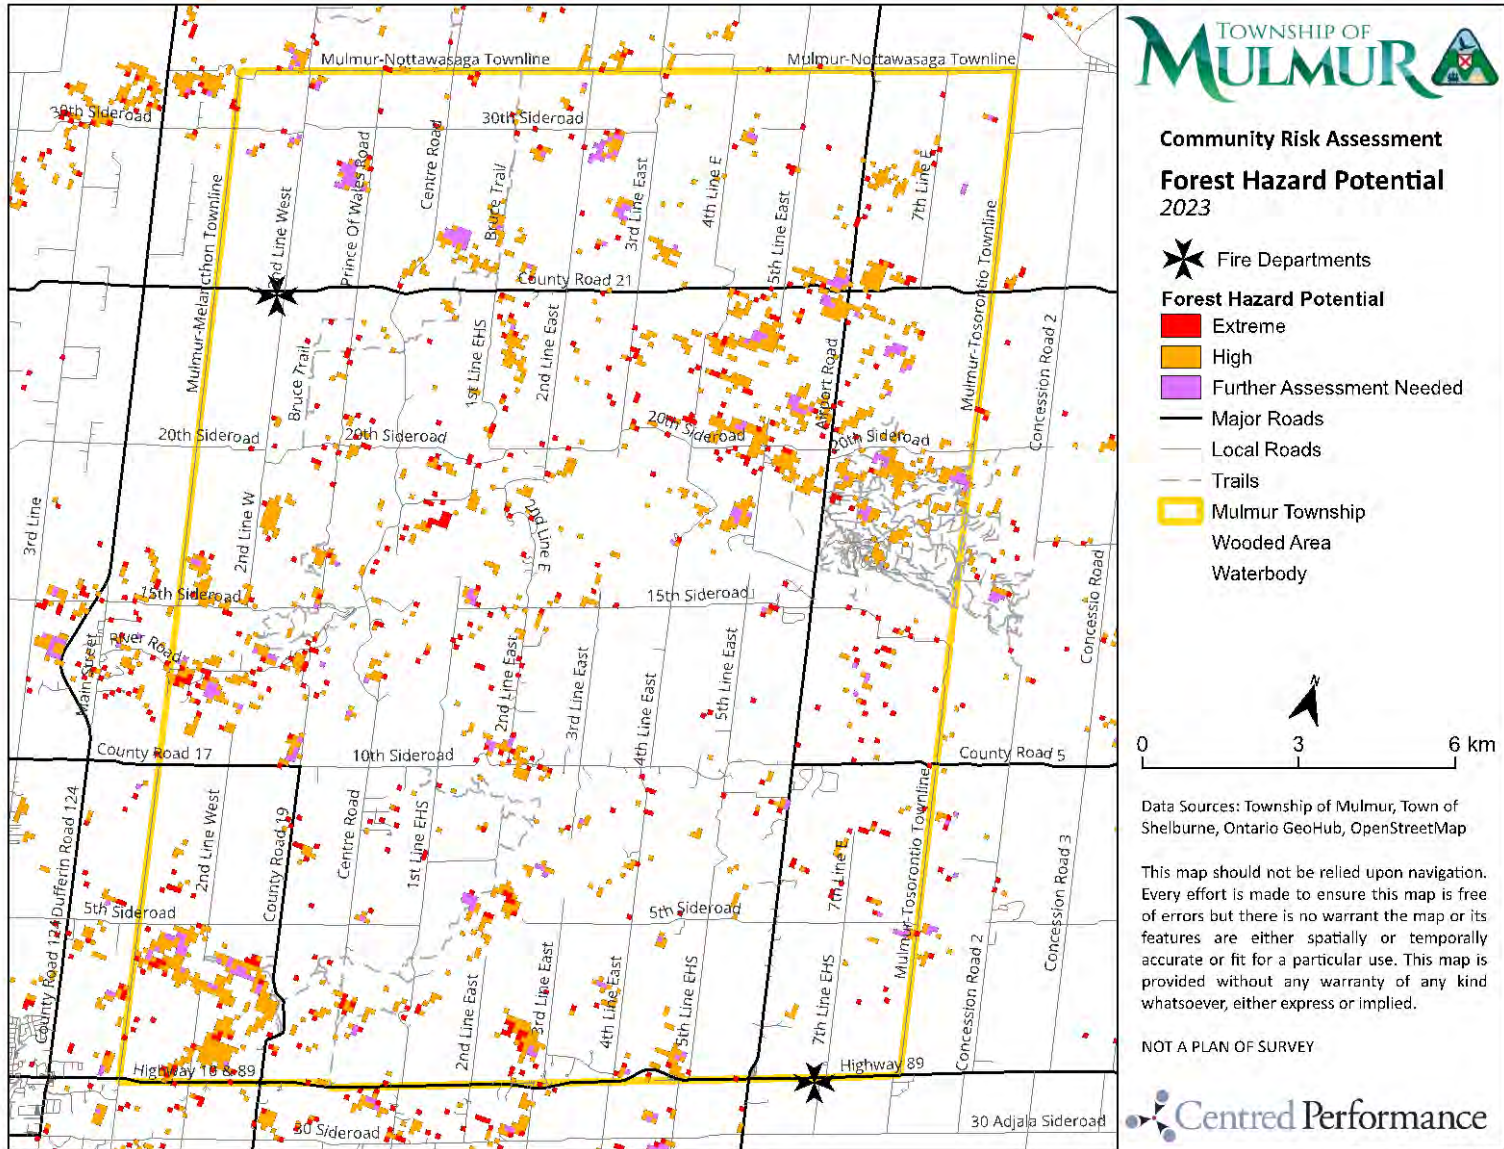 Mulmur-Nottawasaga Townline
Mulmur-Nottawasaga Townline
30th Sideroad
30th Sideroad
Centre Road
Prince Of Wales Road
Bruce Trail
3rd Line East
4th Line E
5th Line East
7th Line E
Mulmur-Melancthon Townline
2nd Line West
Mulmur-Tosorontio Townline
County Road 21
Bruce Trail
1st Line EHS
2nd Line East
Airport Road
Concession Road 2
20th Sideroad
20th Sideroad
20th Sideroad
20th Sideroad
3rd Line
2nd Line W
2nd Line E
15th Sideroad
15th Sideroad
Concessio Road
River Road
Main Street
2nd Line East
3rd Line East
4th Line East
5th Line East
County Road 17
10th Sideroad
County Road 5
County Road 124 Dufferin Road 124
2nd Line West
County Road 19
Centre Road
1st Line EHS
7th Line E
Mulmur-Tosorontio Townline
Concession Road 3
5th Sideroad
5th Sideroad
2nd Line East
3rd Line East
4th Line East
5th Line EHS
7th Line EHS
Concession Road 2
Highway 10 & 89
Highway 89
30 Sideroad
30 Adjala Sideroad
TOWNSHIP OF
MULMUR
Community Risk Assessment
Forest Hazard Potential
2023
Fire Departments
Forest Hazard Potential
Extreme
High
Further Assessment Needed
Major Roads
Local Roads
Trails
Mulmur Township
Wooded Area
Waterbody
N
0 3 6 km
Data Sources: Township of Mulmur, Town of
Shelburne, Ontario GeoHub, OpenStreetMap
This map should not be relied upon navigation.
Every effort is made to ensure this map is free
of errors but there is no warrant the map or its
features are either spatially or temporally
accurate or fit for a particular use. This map is
provided without any warranty of any kind
whatsoever, either express or implied.
NOT A PLAN OF SURVEY
Centred Performance